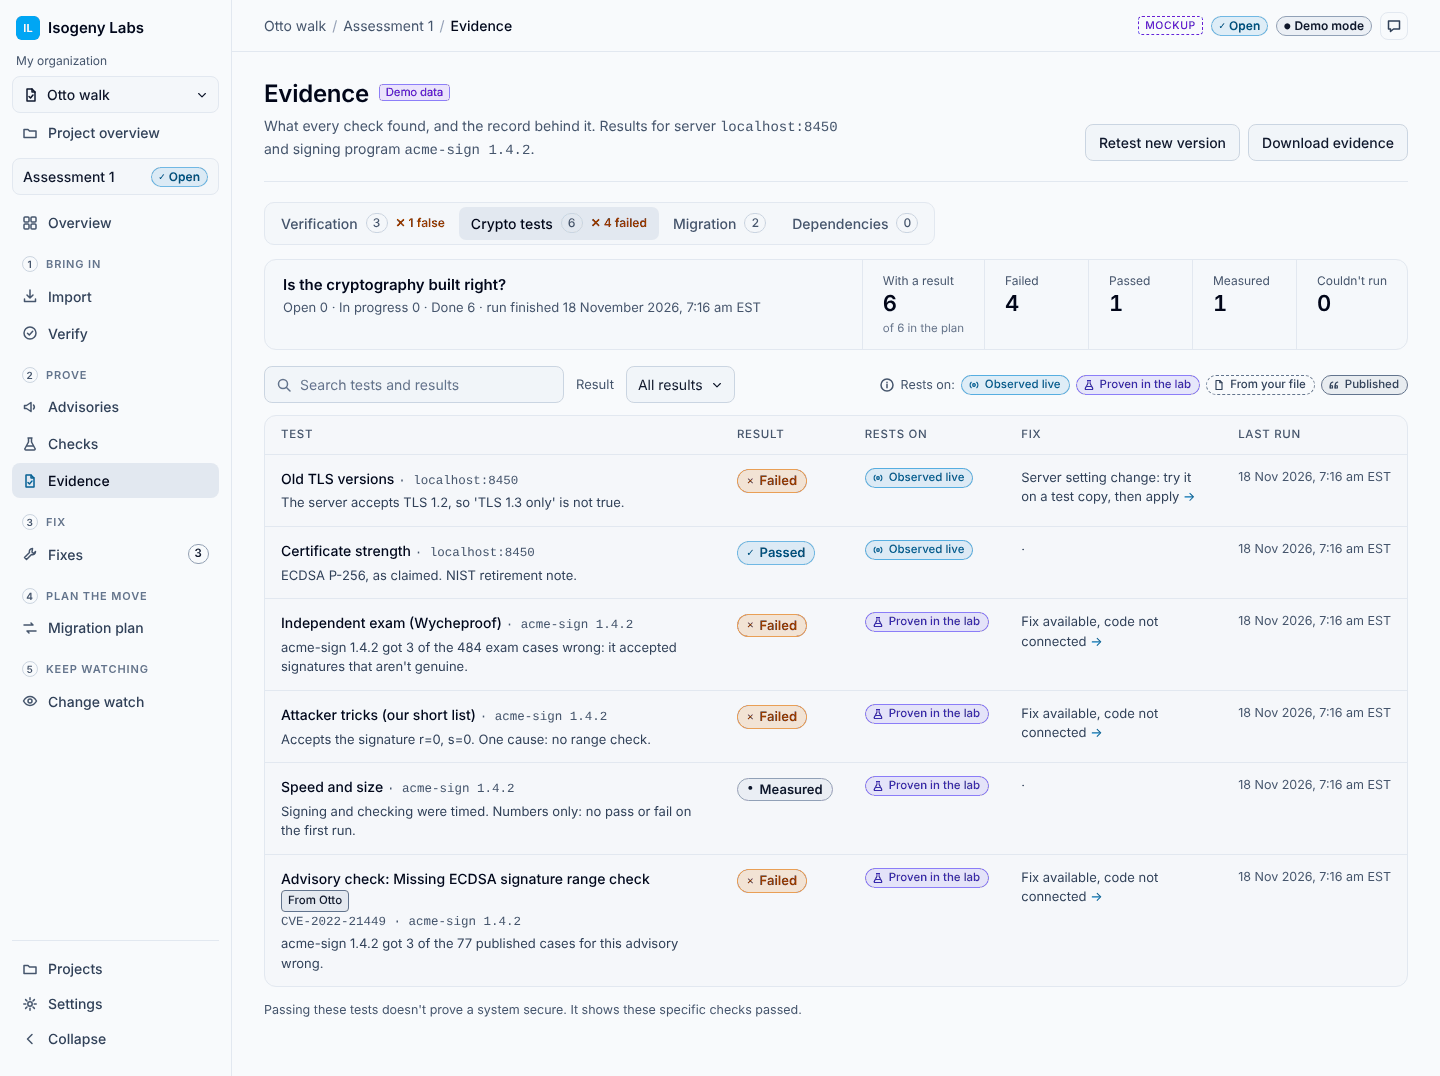 IL Isogeny Labs
My organization
Otto walk
Project overview
Assessment 1 ✓ Open
Overview
1 BRING IN
Import
Verify
2 PROVE
Advisories
Checks
Evidence
3 FIX
Fixes 3
4 PLAN THE MOVE
Migration plan
5 KEEP WATCHING
Change watch
Projects
Settings
Collapse
Otto walk / Assessment 1 / Evidence
MOCKUP ✓ Open • Demo mode
Evidence Demo data
What every check found, and the record behind it. Results for server localhost:8450
and signing program acme-sign 1.4.2.
Retest new version Download evidence
Verification 3 ✕ 1 false Crypto tests 6 ✕ 4 failed Migration 2 Dependencies 0
Is the cryptography built right?
Open 0 · In progress 0 · Done 6 · run finished 18 November 2026, 7:16 am EST
With a result
6
of 6 in the plan
Failed
4
Passed
1
Measured
1
Couldn't run
0
Search tests and results Result All results
Rests on: Observed live Proven in the lab From your file Published
TEST RESULT RESTS ON FIX LAST RUN
Old TLS versions · localhost:8450
The server accepts TLS 1.2, so 'TLS 1.3 only' is not true.
✕ Failed
Observed live
Server setting change: try it
on a test copy, then apply →
18 Nov 2026, 7:16 am EST
Certificate strength · localhost:8450
ECDSA P-256, as claimed. NIST retirement note.
✓ Passed
Observed live
·
18 Nov 2026, 7:16 am EST
Independent exam (Wycheproof) · acme-sign 1.4.2
acme-sign 1.4.2 got 3 of the 484 exam cases wrong: it accepted
signatures that aren't genuine.
✕ Failed
Proven in the lab
Fix available, code not
connected →
18 Nov 2026, 7:16 am EST
Attacker tricks (our short list) · acme-sign 1.4.2
Accepts the signature r=0, s=0. One cause: no range check.
✕ Failed
Proven in the lab
Fix available, code not
connected →
18 Nov 2026, 7:16 am EST
Speed and size · acme-sign 1.4.2
Signing and checking were timed. Numbers only: no pass or fail on
the first run.
• Measured
Proven in the lab
·
18 Nov 2026, 7:16 am EST
Advisory check: Missing ECDSA signature range check
From Otto
CVE-2022-21449 · acme-sign 1.4.2
acme-sign 1.4.2 got 3 of the 77 published cases for this advisory
wrong.
✕ Failed
Proven in the lab
Fix available, code not
connected →
18 Nov 2026, 7:16 am EST
Passing these tests doesn't prove a system secure. It shows these specific checks passed.